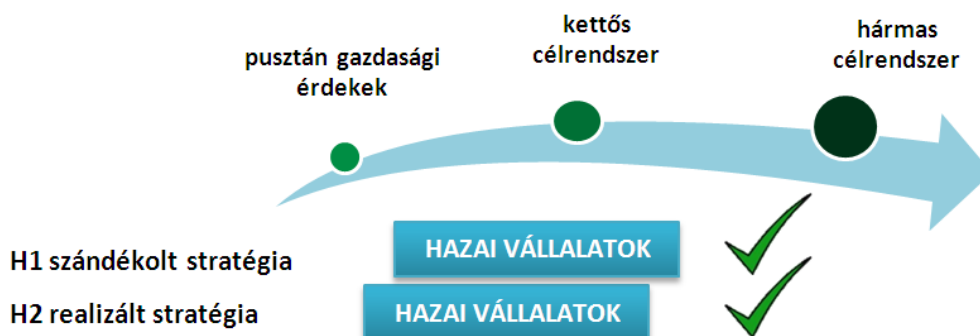 pusztán gazdasági
érdekek
kettős
célrendszer
hármas
célrendszer
H1 szándékolt stratégia
HAZAI VÁLLALATOK
H2 realizált stratégia
HAZAI VÁLLALATOK